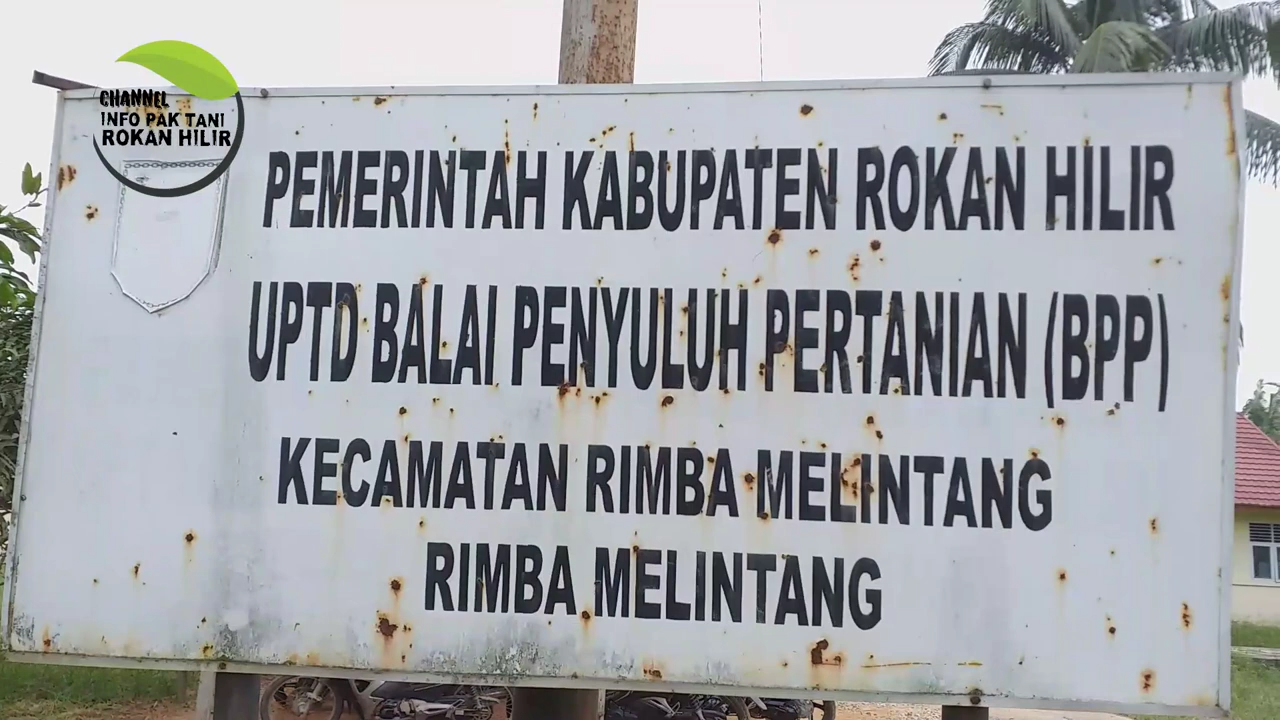 CHANNEL
INFO PAK TANI
ROKAN HILIR
PEMERINTAH KABUPATEN ROKAN HILIR
UPTD BALAI PENYULUH PERTANIAN (BPP)
KECAMATAN RIMBA MELINTANG
RIMBA MELINTANG